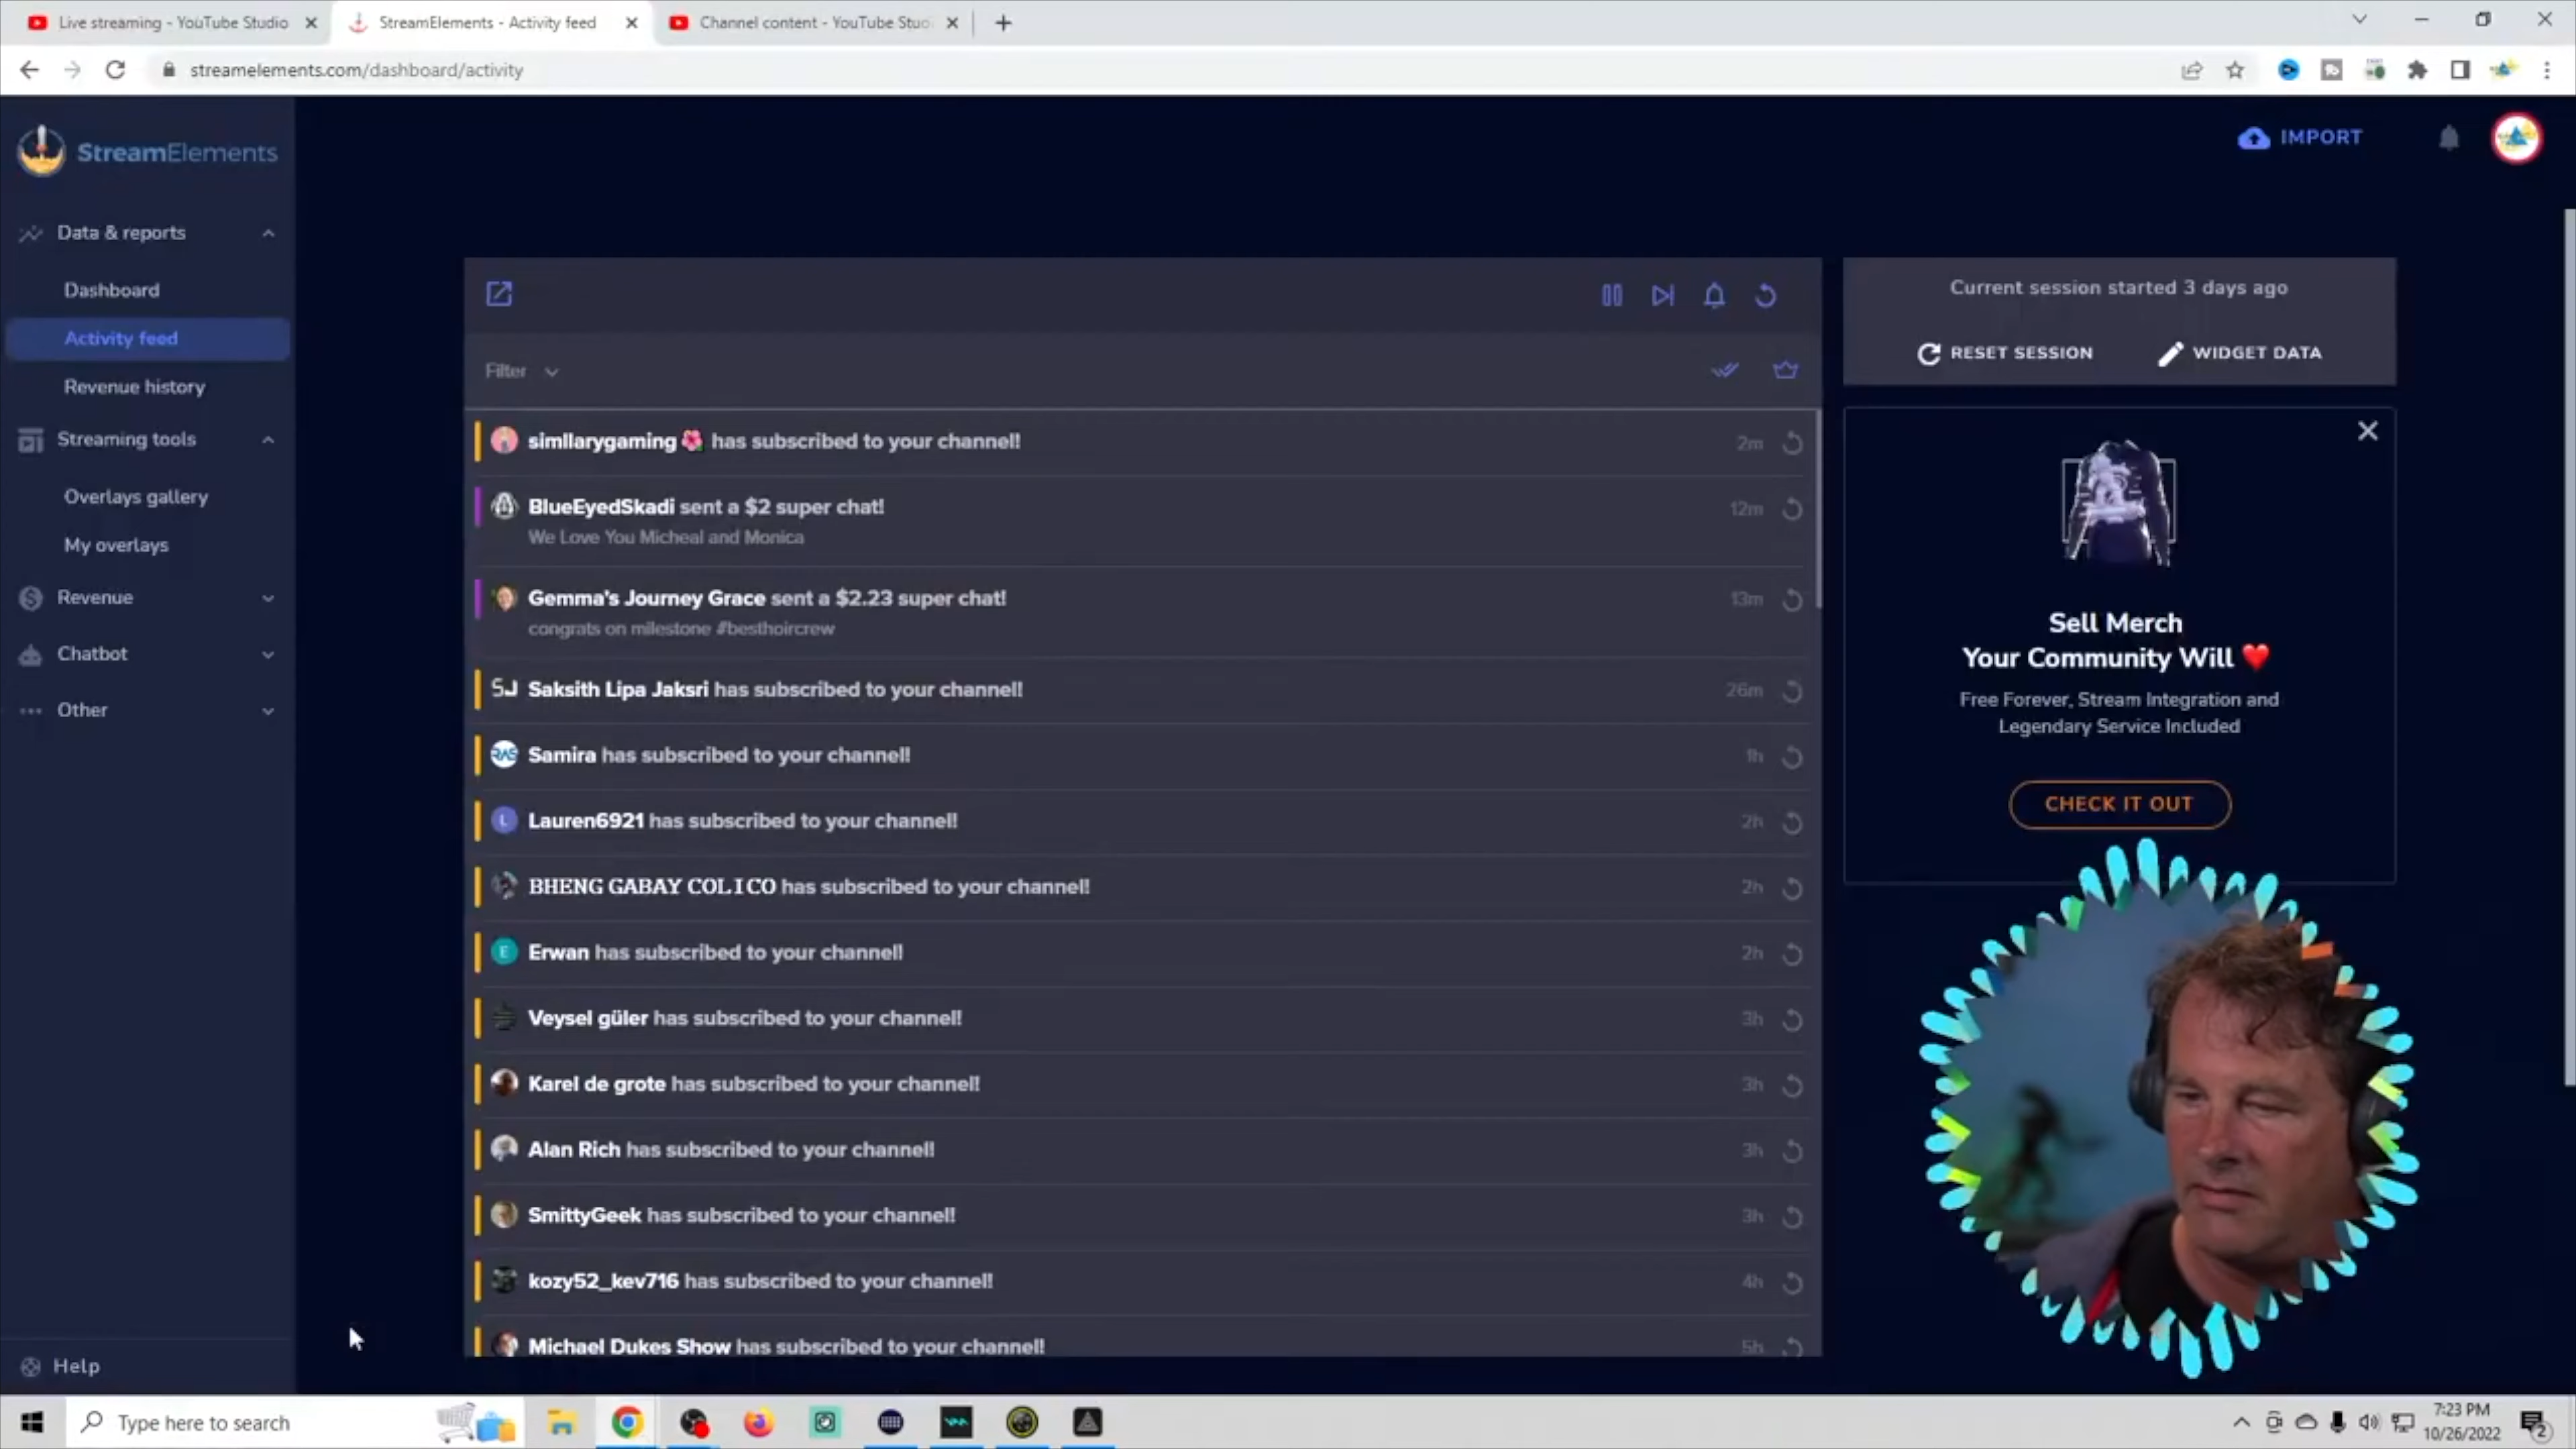 Live streaming - YouTube Studio
StreamElements - Activity feed
Channel content - YouTube Stud
streamelements.com/dashboard/activity
StreamElements
IMPORT
Data & reports
Dashboard
Activity feed
Revenue history
Streaming tools
Overlays gallery
My overlays
Revenue
Chatbot
Other
Help
Filter
simllarygaming🌺 has subscribed to your channel! 2m
BlueEyedSkadi sent a $2 super chat! 12m
We Love You Micheal and Monica
Gemma's Journey Grace sent a $2.23 super chat! 13m
congrats on milestone #besthoircrew
SJ Saksith Lipa Jaksri has subscribed to your channel! 26m
RAS Samira has subscribed to your channel! 1h
L Lauren6921 has subscribed to your channel! 2h
BHENG GABAY COLICO has subscribed to your channel! 2h
E Erwan has subscribed to your channel! 2h
Veysel güler has subscribed to your channel! 3h
Karel de grote has subscribed to your channel! 3h
Alan Rich has subscribed to your channel! 3h
SmittyGeek has subscribed to your channel! 3h
kozy52_kev716 has subscribed to your channel! 4h
Michael Dukes Show has subscribed to your channel! 5h
Current session started 3 days ago
RESET SESSION
WIDGET DATA
Sell Merch
Your Community Will ❤️
Free Forever, Stream Integration and
Legendary Service Included
CHECK IT OUT
Type here to search
7:23 PM
10/26/2022
2